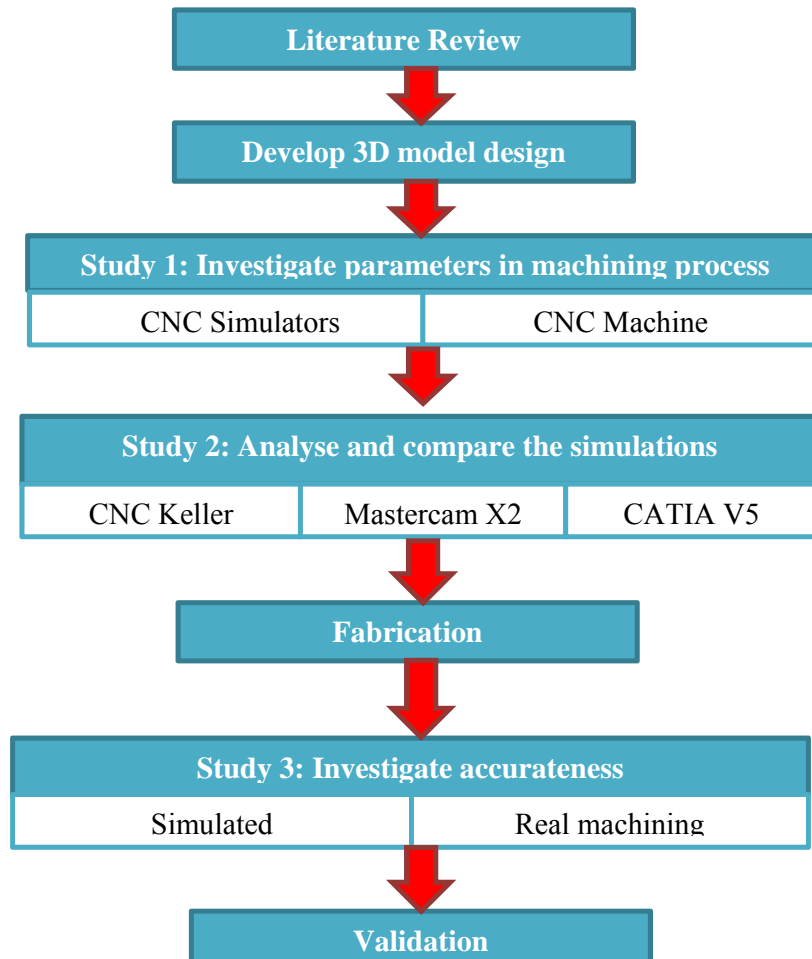 Literature Review
Develop 3D model design
Study 1: Investigate parameters in machining process
CNC Simulators
CNC Machine
Study 2: Analyse and compare the simulations
CNC Keller
Mastercam X2
CATIA V5
Fabrication
Study 3: Investigate accurateness
Simulated
Real machining
Validation